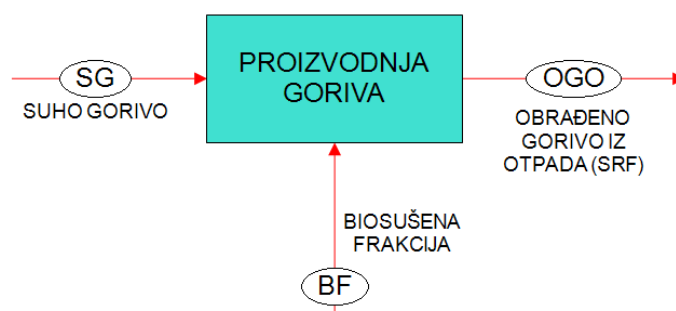 PROIZVODNJA
GORIVA
SG
SUHO GORIVO
OGO
OBRAĐENO
GORIVO IZ
OTPADA (SRF)
BIOSUŠENA
FRAKCIJA
BF